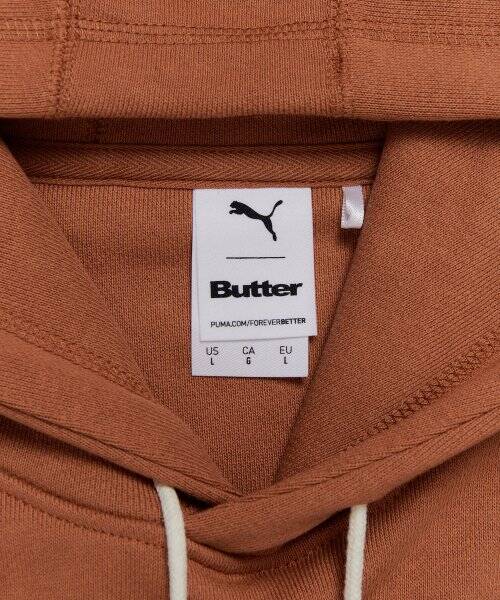 Butter
PUMA.COM/FOREVERBETTER
US CA EU
L G L